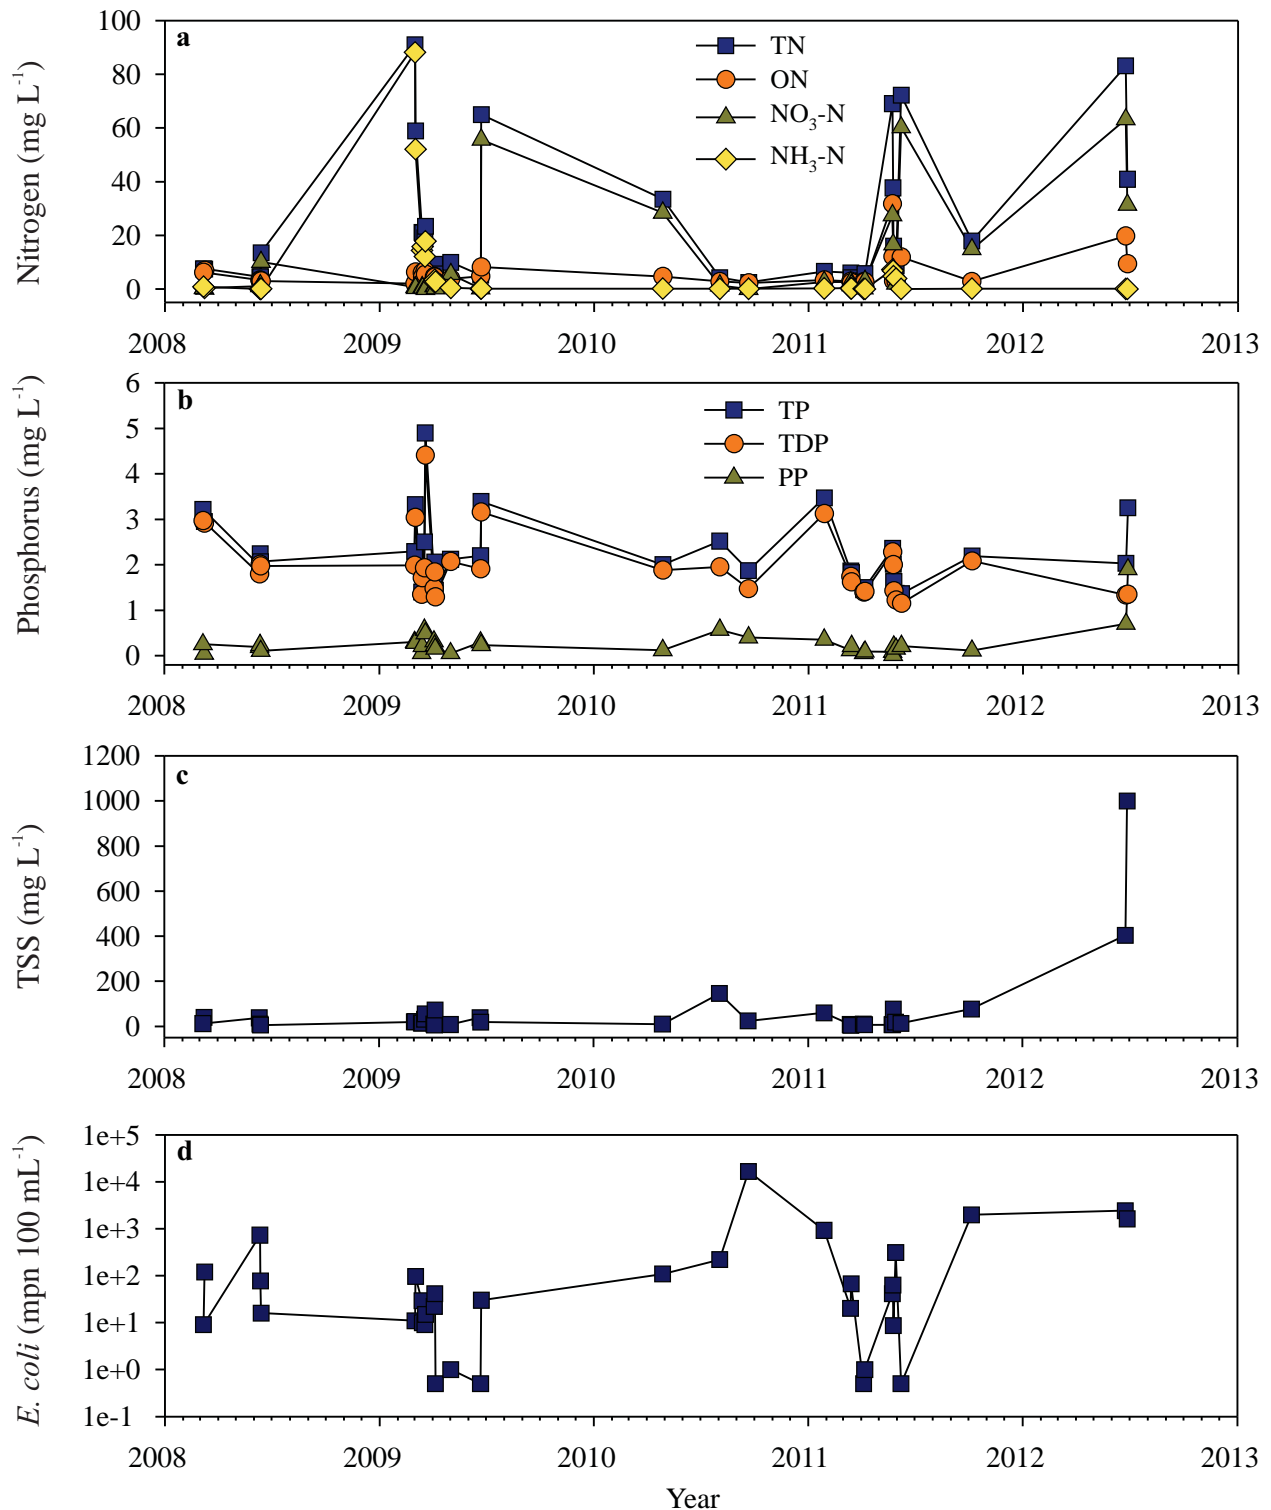 a
TN
ON
NO3-N
NH3-N
Nitrogen (mg L-1)
100
80
60
40
20
0
2008 2009 2010 2011 2012 2013
b
TP
TDP
PP
Phosphorus (mg L-1)
6
5
4
3
2
1
0
2008 2009 2010 2011 2012 2013
c
TSS (mg L-1)
1200
1000
800
600
400
200
0
2008 2009 2010 2011 2012 2013
d
E. coli (mpn 100 mL-1)
1e+5
1e+4
1e+3
1e+2
1e+1
1e+0
1e-1
2008 2009 2010 2011 2012 2013
Year